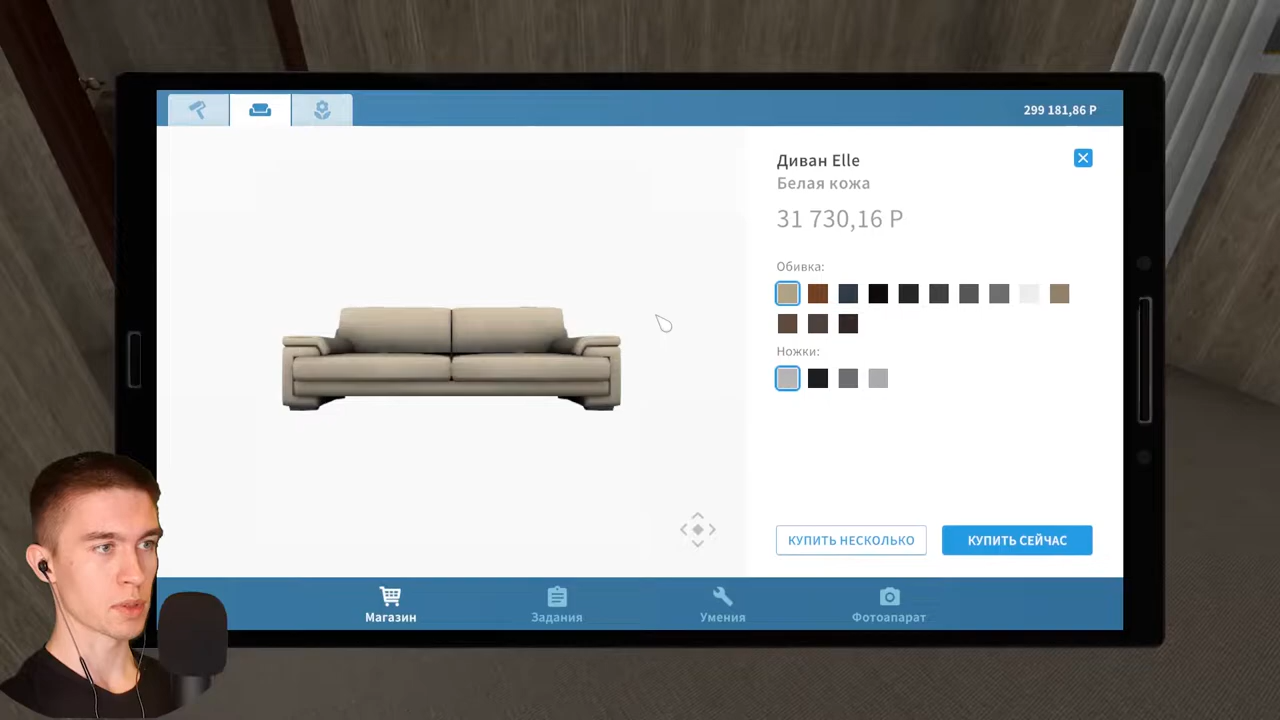 299 181,86 Р
Диван Elle
Белая кожа
31 730,16 Р
Обивка:
Ножки:
КУПИТЬ НЕСКОЛЬКО
КУПИТЬ СЕЙЧАС
Магазин
Задания
Умения
Фотоаппарат